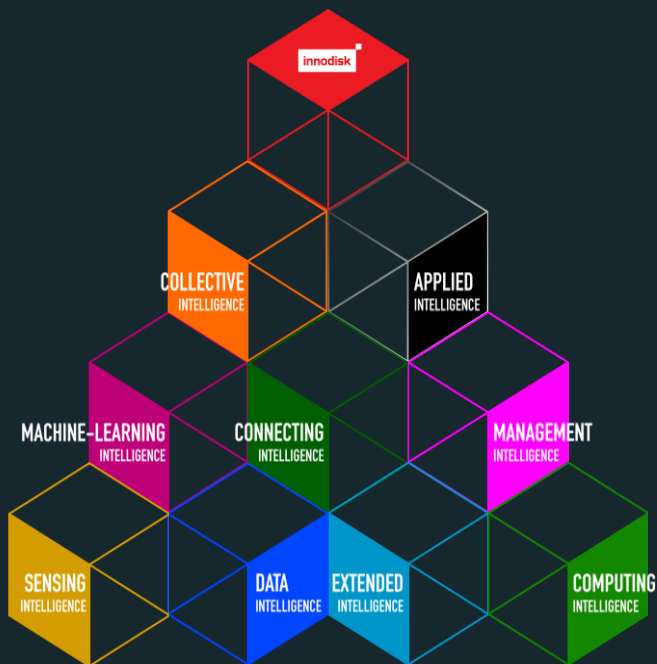 innodisk
COLLECTIVE
INTELLIGENCE
APPLIED
INTELLIGENCE
MACHINE-LEARNING
INTELLIGENCE
CONNECTING
INTELLIGENCE
MANAGEMENT
INTELLIGENCE
SENSING
INTELLIGENCE
DATA
INTELLIGENCE
EXTENDED
INTELLIGENCE
COMPUTING
INTELLIGENCE